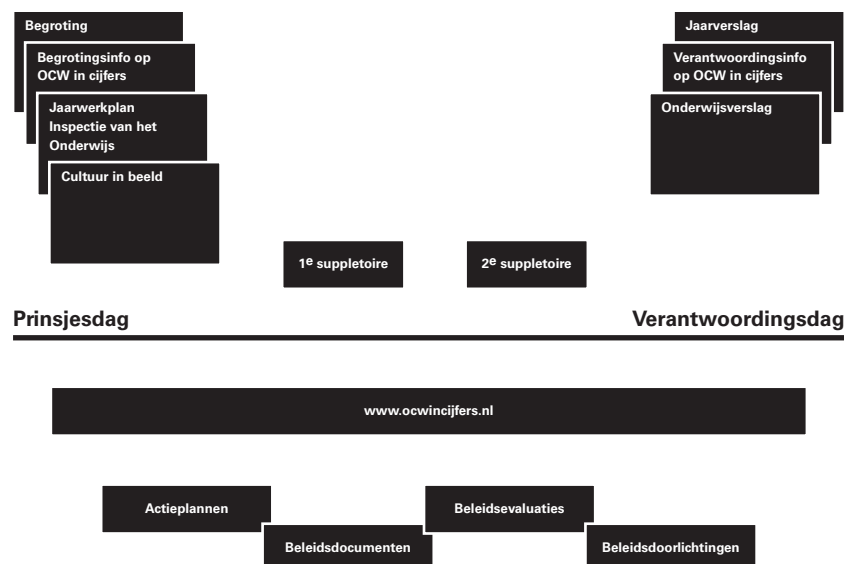 Begroting
Begrotingsinfo op
OCW in cijfers
Jaarwerkplan
Inspectie van het
Onderwijs
Cultuur in beeld
Jaarverslag
Verantwoordingsinfo
op OCW in cijfers
Onderwijsverslag
1e suppletoire
2e suppletoire
Prinsjesdag
Verantwoordingsdag
www.ocwincijfers.nl
Actieplannen
Beleidsdocumenten
Beleidsevaluaties
Beleidsdoorlichtingen